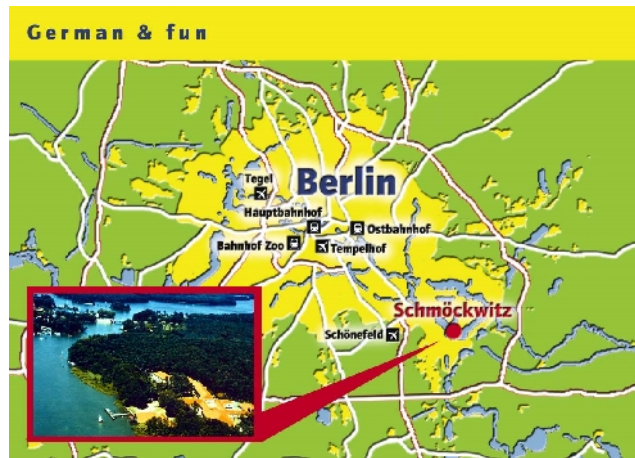 German & fun
Tegel
Berlin
Hauptbahnhof
Ostbahnhof
Bahnhof Zoo
Tempelhof
Schmöckwitz
Schönefeld